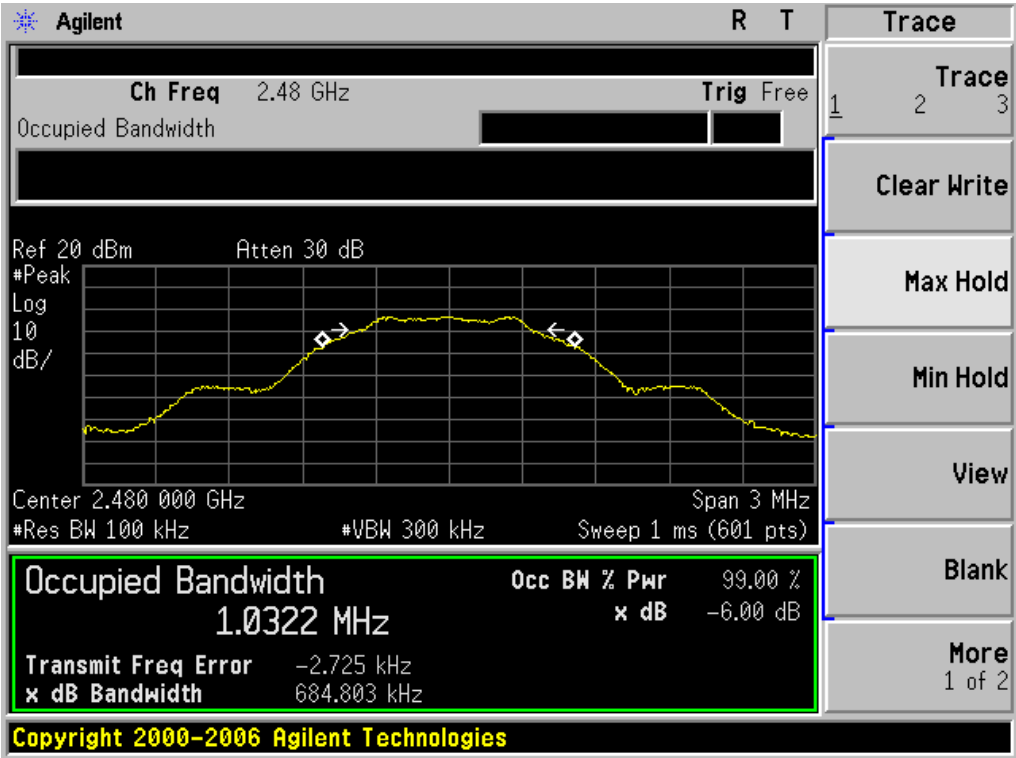 Agilent R T
Ch Freq 2.48 GHz Trig Free
Occupied Bandwidth
Ref 20 dBm Atten 30 dB
#Peak
Log
10
dB/
Center 2.480 000 GHz Span 3 MHz
#Res BW 100 kHz #VBW 300 kHz Sweep 1 ms (601 pts)
Occupied Bandwidth
1.0322 MHz
Occ BW % Pwr 99.00 %
x dB -6.00 dB
Transmit Freq Error -2.725 kHz
x dB Bandwidth 684.803 kHz
Copyright 2000-2006 Agilent Technologies
Trace
Trace
1 2 3
Clear Write
Max Hold
Min Hold
View
Blank
More
1 of 2